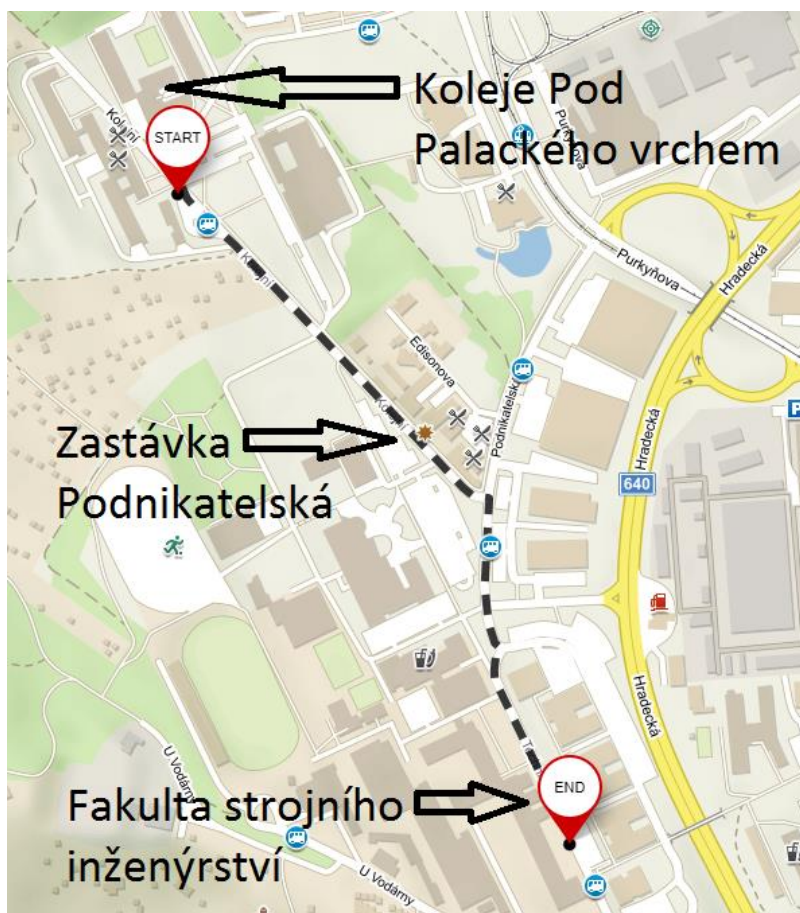 Koleje Pod
Palackého vrchem
Kolejní
START
Purkyňova
Purkyňova
Hradecká
Kolejní
Edisonova
Podnikatelská
Kolejní
Zastávka
Podnikatelská
Hradecká
640
P
U Vodárny
Hradecká
END
Fakulta strojního
inženýrství
U Vodárny